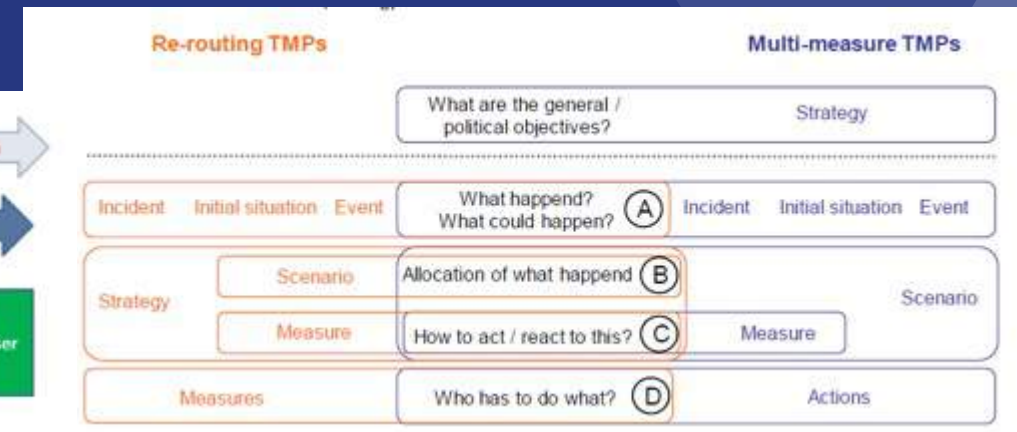 Re-routing TMPs
Multi-measure TMPs
What are the general /
political objectives?
Strategy
Incident Initial situation Event
What happend?
What could happen?
A
Incident Initial situation Event
Strategy
Scenario
Allocation of what happend
B
Scenario
Measure
How to act / react to this?
C
Measure
Measures
Who has to do what?
D
Actions